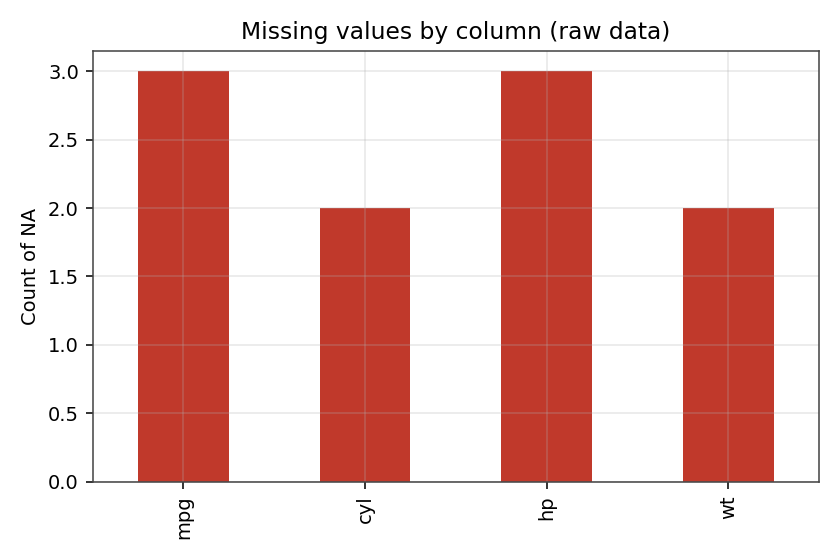 Missing values by column (raw data)
Count of NA
3.0
2.5
2.0
1.5
1.0
0.5
0.0
mpg
cyl
hp
wt